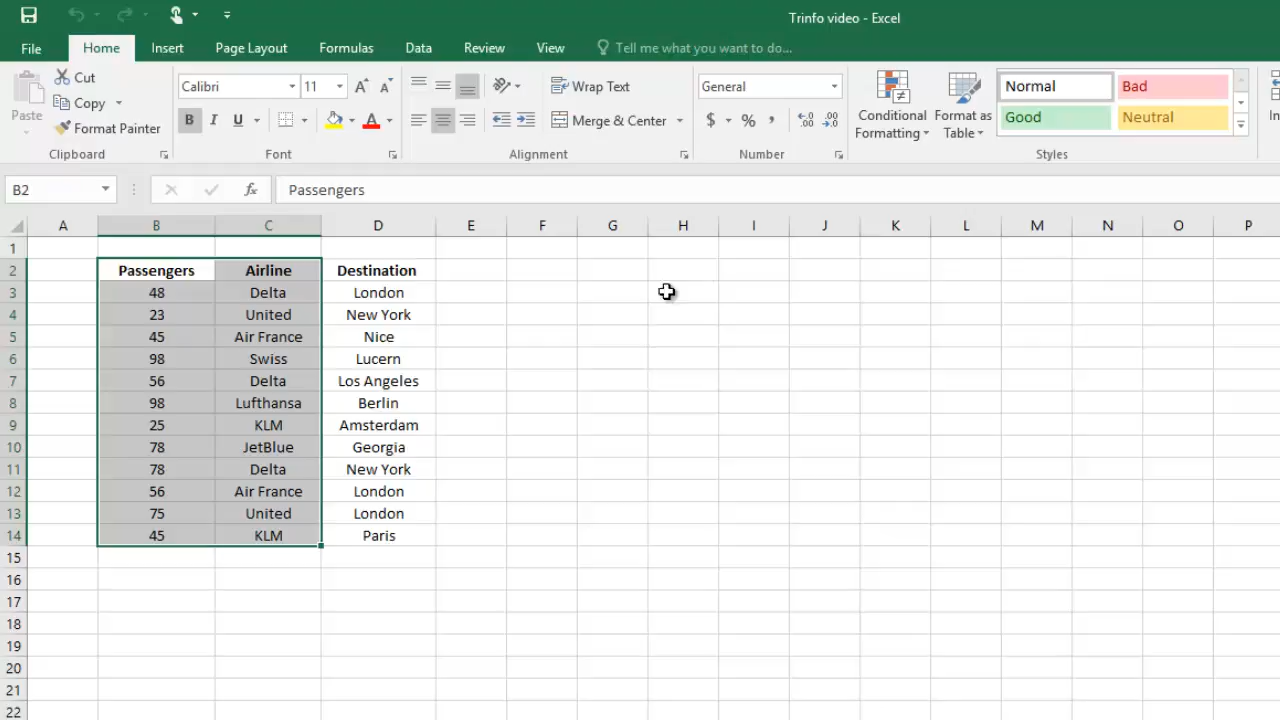 Trinfo video - Excel
File Home Insert Page Layout Formulas Data Review View Tell me what you want to do...
Paste Cut Copy Format Painter Clipboard
Calibri 11 A A B I U A Font
Wrap Text Merge & Center Alignment
General $ % , .0 .00 Number
Conditional Formatting Format as Table
Normal Bad Good Neutral Styles
B2 fx Passengers
A B C D E F G H I J K L M N O P
1
2 Passengers Airline Destination
3 48 Delta London
4 23 United New York
5 45 Air France Nice
6 98 Swiss Lucern
7 56 Delta Los Angeles
8 98 Lufthansa Berlin
9 25 KLM Amsterdam
10 78 JetBlue Georgia
11 78 Delta New York
12 56 Air France London
13 75 United London
14 45 KLM Paris
15
16
17
18
19
20
21
22